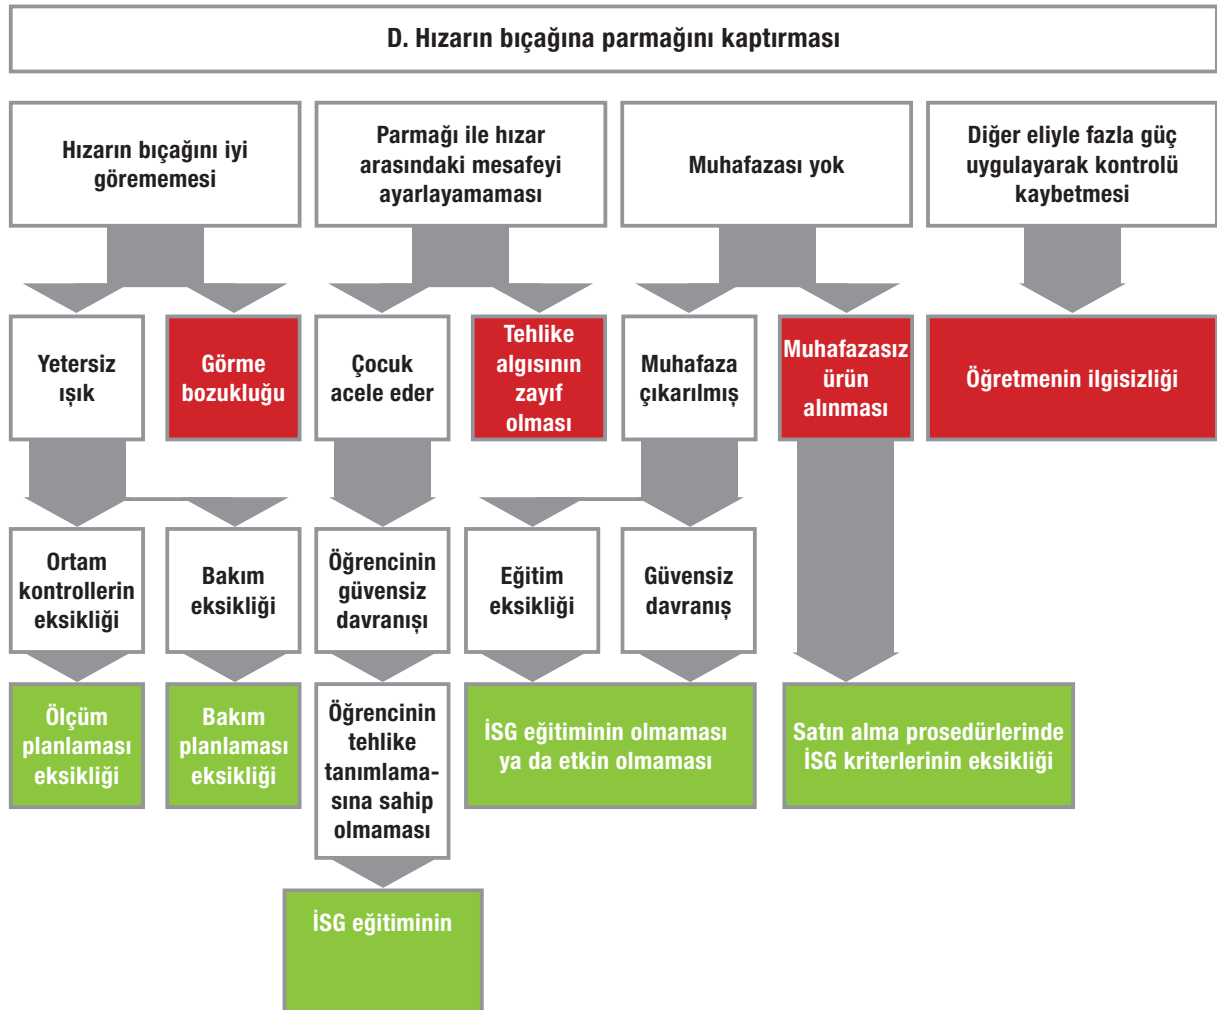 D. Hızarın bıçağına parmağını kaptırması
Hızarın bıçağını iyi
görememesi
Parmağı ile hızar
arasındaki mesafeyi
ayarlayamaması
Muhafazası yok
Diğer eliyle fazla güç
uygulayarak kontrolü
kaybetmesi
Yetersiz
ışık
Görme
bozukluğu
Çocuk
acele eder
Tehlike
algısının
zayıf
olması
Muhafaza
çıkarılmış
Muhafazasız
ürün
alınması
Öğretmenin ilgisizliği
Ortam
kontrollerin
eksikliği
Bakım
eksikliği
Öğrencinin
güvensiz
davranışı
Eğitim
eksikliği
Güvensiz
davranış
Ölçüm
planlaması
eksikliği
Bakım
planlaması
eksikliği
Öğrencinin
tehlike
tanımlama-
sına sahip
olmaması
İSG eğitiminin olmaması
ya da etkin olmaması
Satın alma prosedürlerinde
İSG kriterlerinin eksikliği
İSG eğitiminin